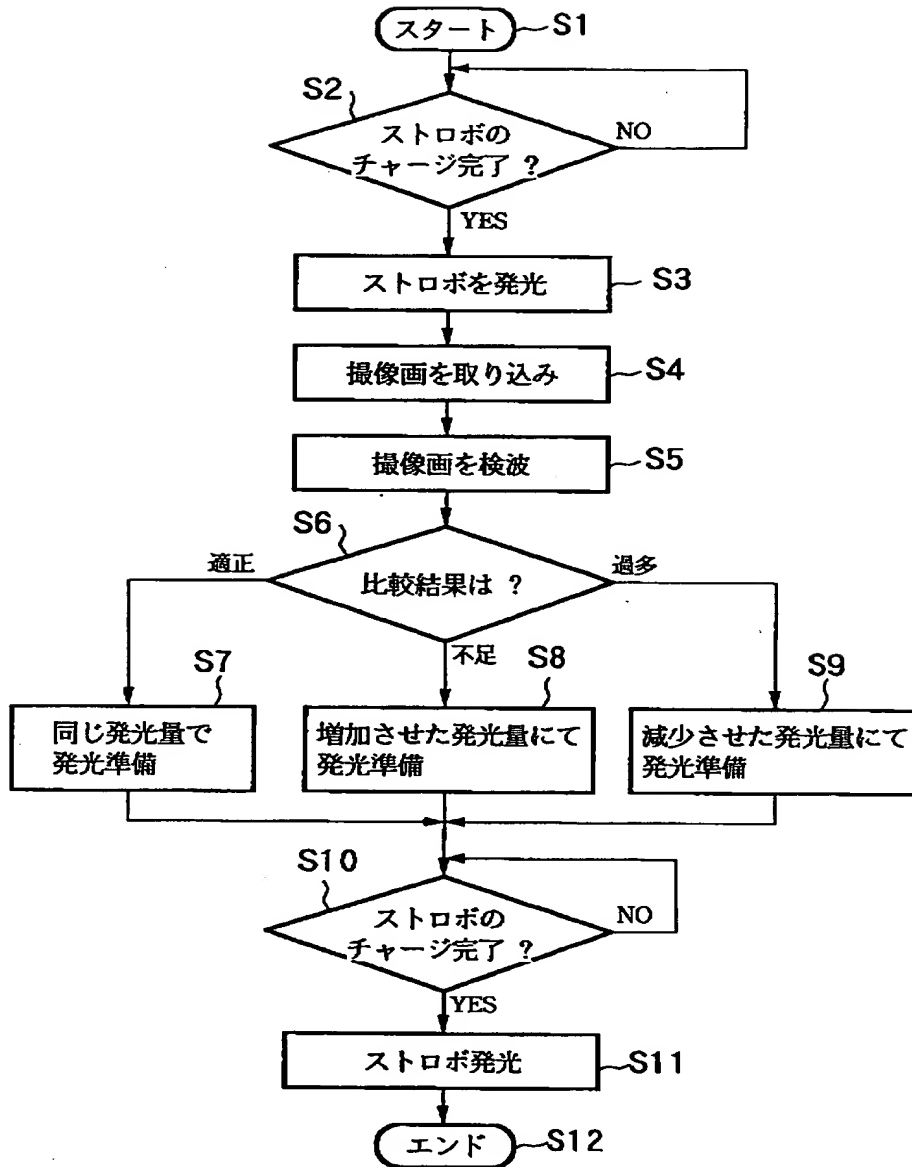 スタート
S1
S2
ストロボの
チャージ完了 ?
NO
YES
ストロボを発光
S3
撮像画を取り込み
S4
撮像画を検波
S5
S6
比較結果は ?
適正
過多
不足
S7
同じ発光量で
発光準備
S8
増加させた発光量にて
発光準備
S9
減少させた発光量にて
発光準備
S10
ストロボの
チャージ完了 ?
NO
YES
ストロボ発光
S11
エンド
S12